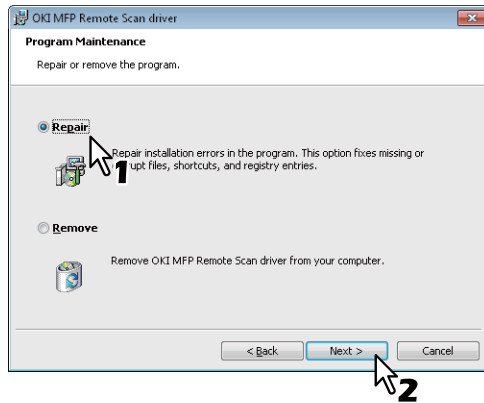 OKI MFP Remote Scan driver
Program Maintenance
Repair or remove the program.
Repair
1
Repair installation errors in the program. This option fixes missing or
upt files, shortcuts, and registry entries.
Remove
Remove OKI MFP Remote Scan driver from your computer.
< Back
Next >
Cancel
2